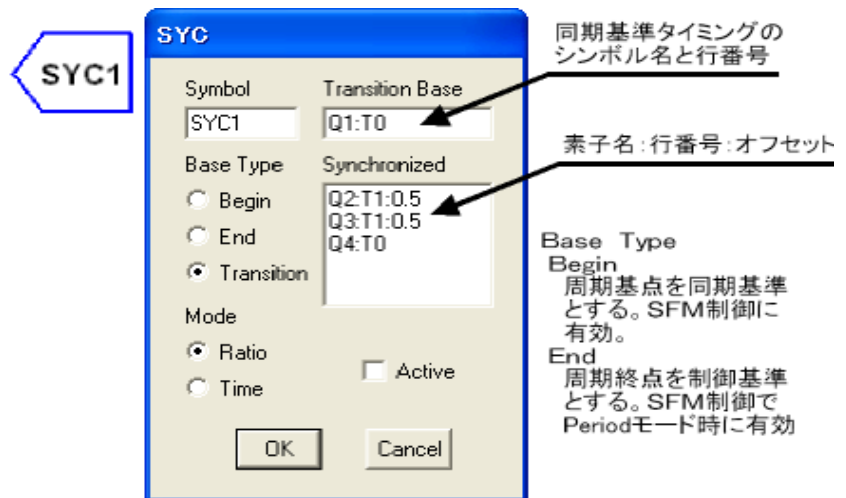 SYC1
SYC
Symbol
Transition Base
SYC1
Q1:T0
Base Type
Synchronized
Begin
End
Transition
Q2:T1:0.5
Q3:T1:0.5
Q4:T0
Mode
Ratio
Time
Active
OK
Cancel
同期基準タイミングの
シンボル名と行番号
素子名:行番号:オフセット
Base Type
Begin
周期基点を同期基準
とする。SFM制御に
有効。
End
周期終点を制御基準
とする。SFM制御で
Periodモード時に有効